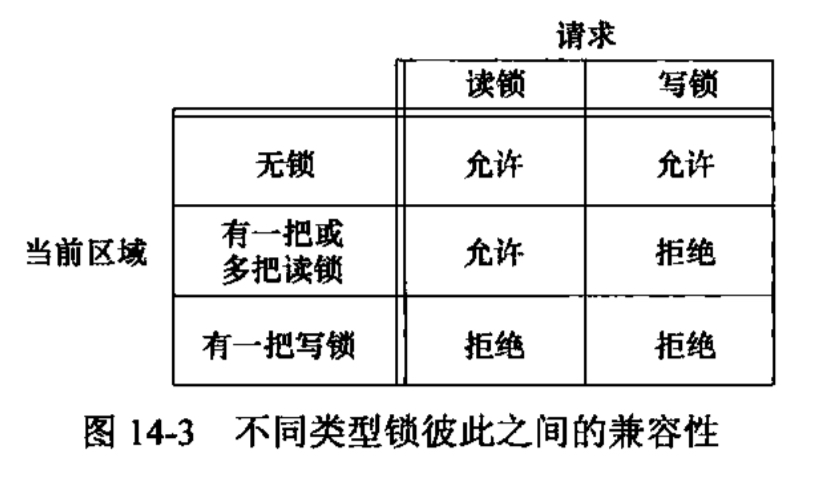 请求
读锁 写锁
无锁 允许 允许
当前区域
有一把或
多把读锁
允许 拒绝
有一把写锁 拒绝 拒绝
图 14-3 不同类型锁彼此之间的兼容性